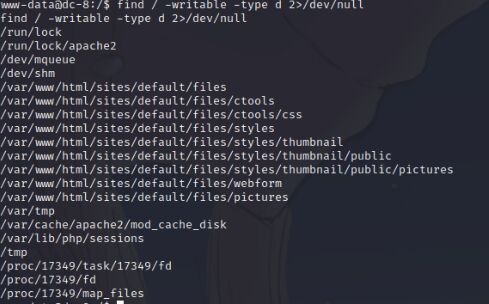 www-data@dc-8:/$ find / -writable -type d 2>/dev/null
find / -writable -type d 2>/dev/null
/run/lock
/run/lock/apache2
/dev/mqueue
/dev/shm
/var/www/html/sites/default/files
/var/www/html/sites/default/files/ctools
/var/www/html/sites/default/files/ctools/css
/var/www/html/sites/default/files/styles
/var/www/html/sites/default/files/styles/thumbnail
/var/www/html/sites/default/files/styles/thumbnail/public
/var/www/html/sites/default/files/styles/thumbnail/public/pictures
/var/www/html/sites/default/files/webform
/var/www/html/sites/default/files/pictures
/var/tmp
/var/cache/apache2/mod_cache_disk
/var/lib/php/sessions
/tmp
/proc/17349/task/17349/fd
/proc/17349/fd
/proc/17349/map_files